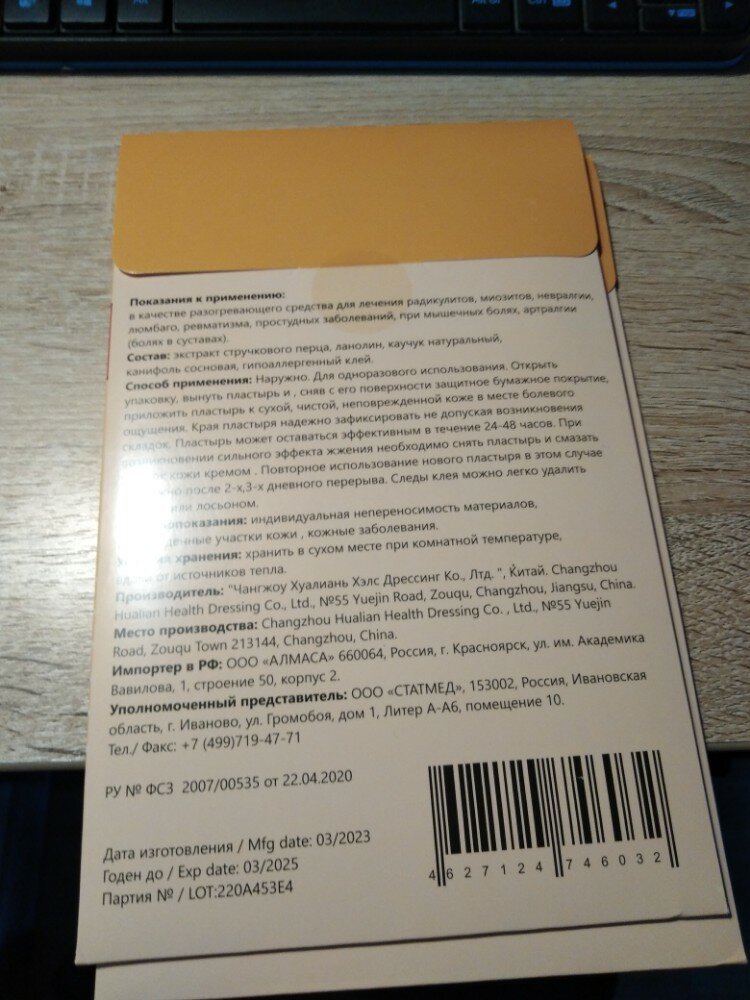 Показания к применению:
в качестве разогревающего средства для лечения радикулитов, миозитов, невралгии,
люмбаго, ревматизма, простудных заболеваний, при мышечных болях, артралгии
(болях в суставах).
Состав: экстракт стручкового перца, ланолин, каучук натуральный,
канифоль сосновая, гипоаллергенный клей.
Способ применения: Наружно. Для одноразового использования. Открыть
упаковку, вынуть пластырь и , сняв с его поверхности защитное бумажное покрытие,
приложить пластырь к сухой, чистой, неповрежденной коже в месте болевого
ощущения. Края пластыря надежно зафиксировать не допуская возникновения
складок. Пластырь может оставаться эффективным в течение 24-48 часов. При
возникновении сильного эффекта жжения необходимо снять пластырь и смазать
кожи кремом . Повторное использование нового пластыря в этом случае
после 2-х,3-х дневного перерыва. Следы клея можно легко удалить
или лосьоном.
индивидуальная непереносимость материалов,
участки кожи , кожные заболевания.
хранения: хранить в сухом месте при комнатной температуре,
от источников тепла.
Производитель: "Чангжоу Хуалиань Хэлс Дрессинг Ко., Лтд. ", Китай. Changzhou
Hualian Health Dressing Co., Ltd., №55 Yuejin Road, Zouqu, Changzhou, Jiangsu, China.
Место производства: Changzhou Hualian Health Dressing Co. , Ltd., №55 Yuejin
Road, Zouqu Town 213144, Changzhou, China.
Импортер в РФ: ООО «АЛМАСА» 660064, Россия, г. Красноярск, ул. им. Академика
Вавилова, 1, строение 50, корпус 2.
Уполномоченный представитель: ООО «СТАТМЕД», 153002, Россия, Ивановская
область, г. Иваново, ул. Громобоя, дом 1, Литер А-А6, помещение 10.
Тел./ Факс: +7 (499)719-47-71
РУ № ФСЗ 2007/00535 от 22.04.2020
Дата изготовления / Mfg date: 03/2023
Годен до / Exp date: 03/2025
Партия № / LOT:220A453E4
4 627124 746032